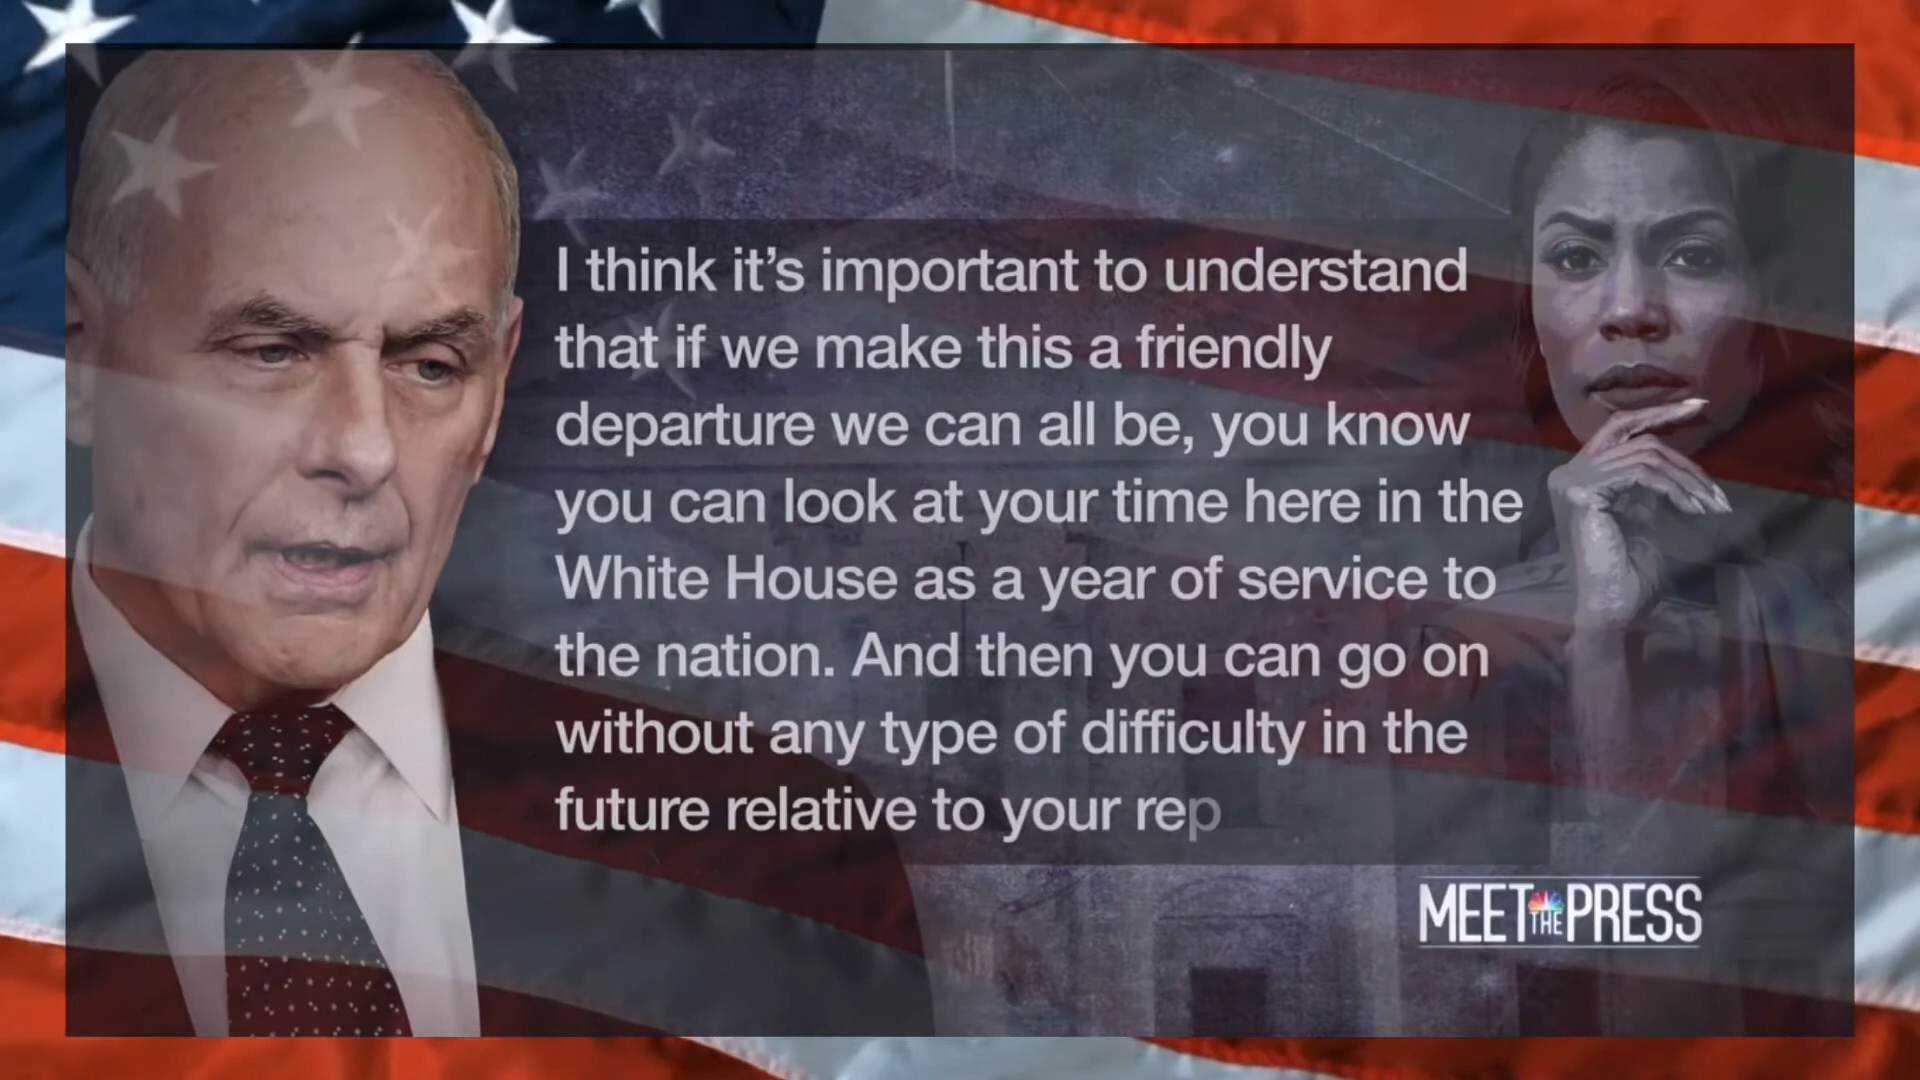 I think it's important to understand
that if we make this a friendly
departure we can all be, you know
you can look at your time here in the
White House as a year of service to
the nation. And then you can go on
without any type of difficulty in the
future relative to your rep
MEET THE PRESS